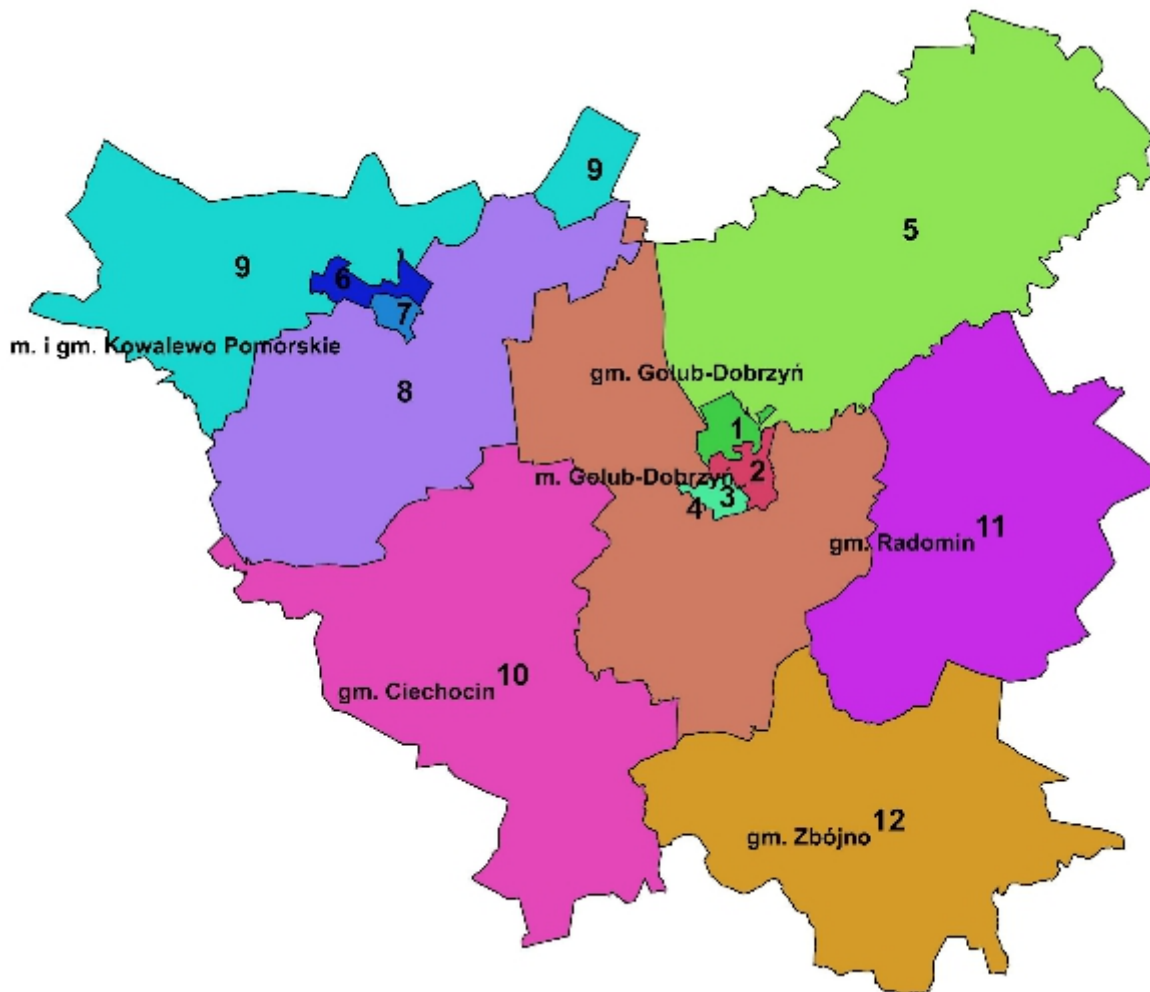 9
5
9
6
7
m. i gm. Kowalewo Pomorskie
gm. Golub-Dobrzyń
8
1
m. Golub-Dobrzyń
2
3
4
gm. Radomin 11
gm. Ciechocin 10
gm. Zbójno 12